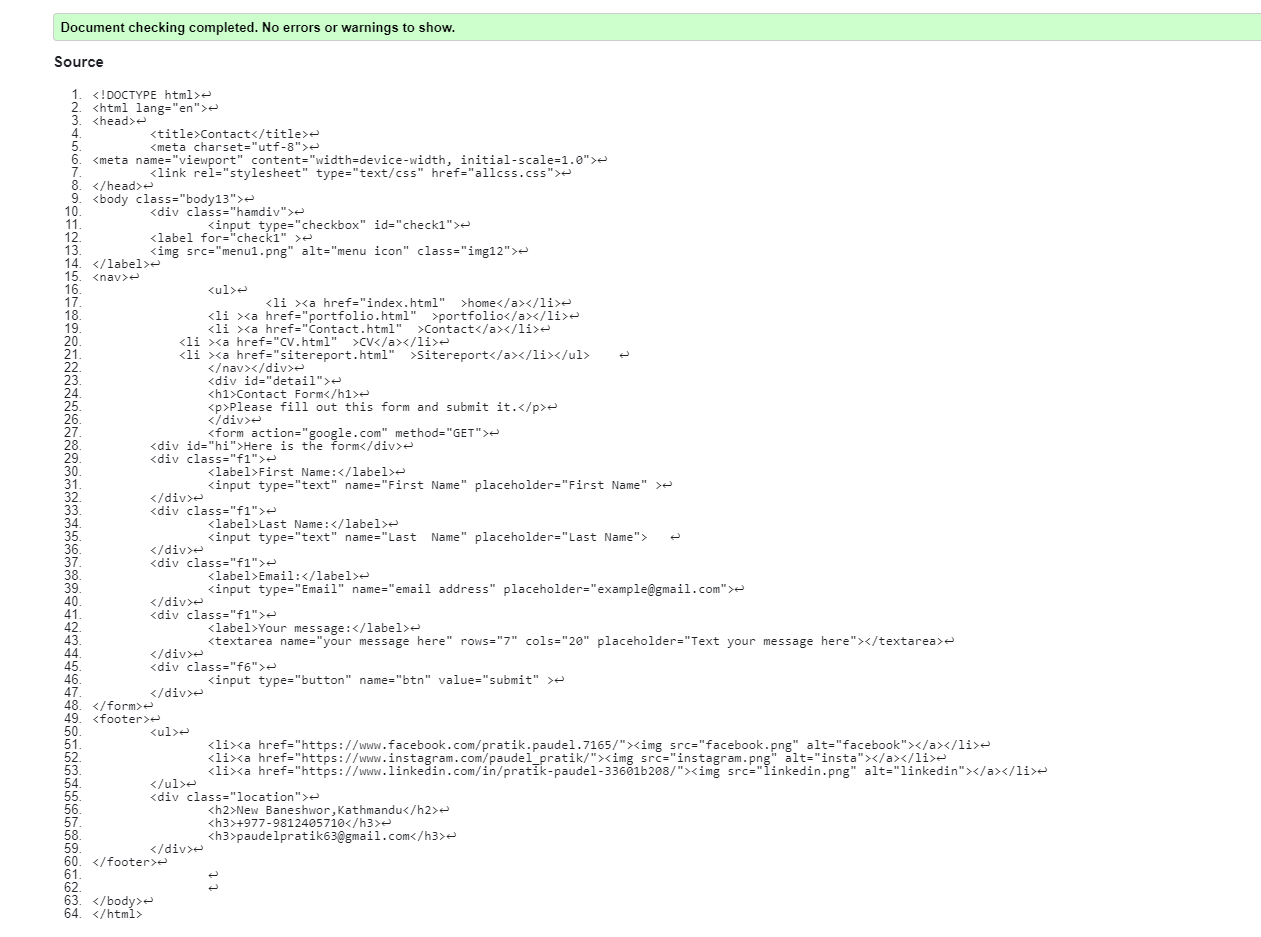 Document checking completed. No errors or warnings to show.
Source
1. <!DOCTYPE html>↩
2. <html lang="en">↩
3. <head>↩
4. <title>Contact</title>↩
5. <meta charset="utf-8">↩
6. <meta name="viewport" content="width=device-width, initial-scale=1.0">↩
7. <link rel="stylesheet" type="text/css" href="allcss.css">↩
8. </head>↩
9. <body class="body13">↩
10. <div class="hamdiv">↩
11. <input type="checkbox" id="check1">↩
12. <label for="check1" >↩
13. <img src="menu1.png" alt="menu icon" class="img12">↩
14. </label>↩
15. <nav>↩
16. <ul>↩
17. <li ><a href="index.html"  >home</a></li>↩
18. <li ><a href="portfolio.html"  >portfolio</a></li>↩
19. <li ><a href="Contact.html"  >Contact</a></li>↩
20. <li ><a href="CV.html"  >CV</a></li>↩
21. <li ><a href="sitereport.html"  >Sitereport</a></li></ul>    ↩
22. </nav></div>↩
23. <div id="detail">↩
24. <h1>Contact Form</h1>↩
25. <p>Please fill out this form and submit it.</p>↩
26. </div>↩
27. <form action="google.com" method="GET">↩
28. <div id="hi">Here is the form</div>↩
29. <div class="f1">↩
30. <label>First Name:</label>↩
31. <input type="text" name="First Name" placeholder="First Name" >↩
32. </div>↩
33. <div class="f1">↩
34. <label>Last Name:</label>↩
35. <input type="text" name="Last  Name" placeholder="Last Name">   ↩
36. </div>↩
37. <div class="f1">↩
38. <label>Email:</label>↩
39. <input type="Email" name="email address" placeholder="example@gmail.com">↩
40. </div>↩
41. <div class="f1">↩
42. <label>Your message:</label>↩
43. <textarea name="your message here" rows="7" cols="20" placeholder="Text your message here"></textarea>↩
44. </div>↩
45. <div class="f6">↩
46. <input type="button" name="btn" value="submit" >↩
47. </div>↩
48. </form>↩
49. <footer>↩
50. <ul>↩
51. <li><a href="https://www.facebook.com/pratik.paudel.7165/"><img src="facebook.png" alt="facebook"></a></li>↩
52. <li><a href="https://www.instagram.com/paudel_pratik/"><img src="instagram.png" alt="insta"></a></li>↩
53. <li><a href="https://www.linkedin.com/in/pratik-paudel-33601b208/"><img src="linkedin.png" alt="linkedin"></a></li>↩
54. </ul>↩
55. <div class="location">↩
56. <h2>New Baneshwor,Kathmandu</h2>↩
57. <h3>+977-9812405710</h3>↩
58. <h3>paudelpratik63@gmail.com</h3>↩
59. </div>↩
60. </footer>↩
61. ↩
62. ↩
63. </body>↩
64. </html>